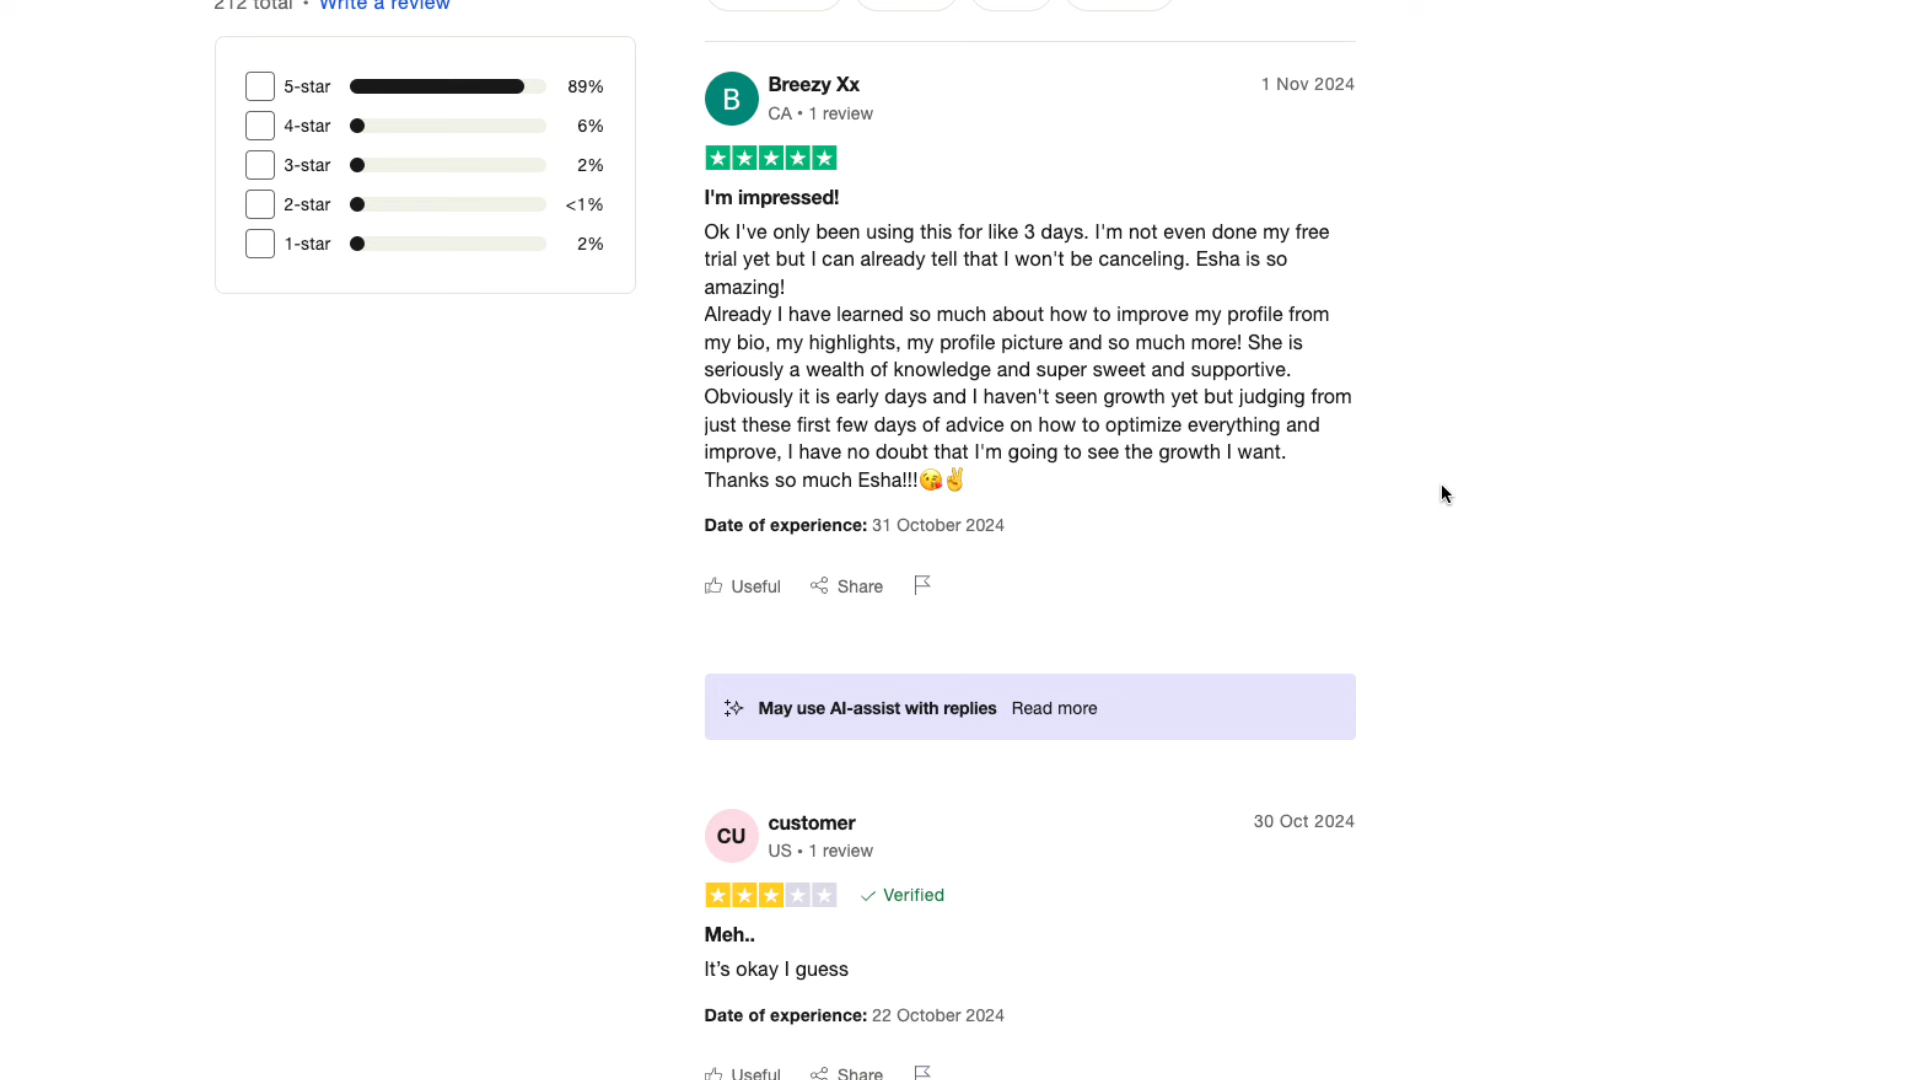 212 total • Write a review
5-star 89%
4-star 6%
3-star 2%
2-star <1%
1-star 2%
B
Breezy Xx
CA • 1 review
1 Nov 2024
I'm impressed!
Ok I've only been using this for like 3 days. I'm not even done my free
trial yet but I can already tell that I won't be canceling. Esha is so
amazing!
Already I have learned so much about how to improve my profile from
my bio, my highlights, my profile picture and so much more! She is
seriously a wealth of knowledge and super sweet and supportive.
Obviously it is early days and I haven't seen growth yet but judging from
just these first few days of advice on how to optimize everything and
improve, I have no doubt that I'm going to see the growth I want.
Thanks so much Esha!!!😘✌️
Date of experience: 31 October 2024
Useful Share
May use AI-assist with replies Read more
CU
customer
US • 1 review
30 Oct 2024
Verified
Meh..
It’s okay I guess
Date of experience: 22 October 2024
Useful Share